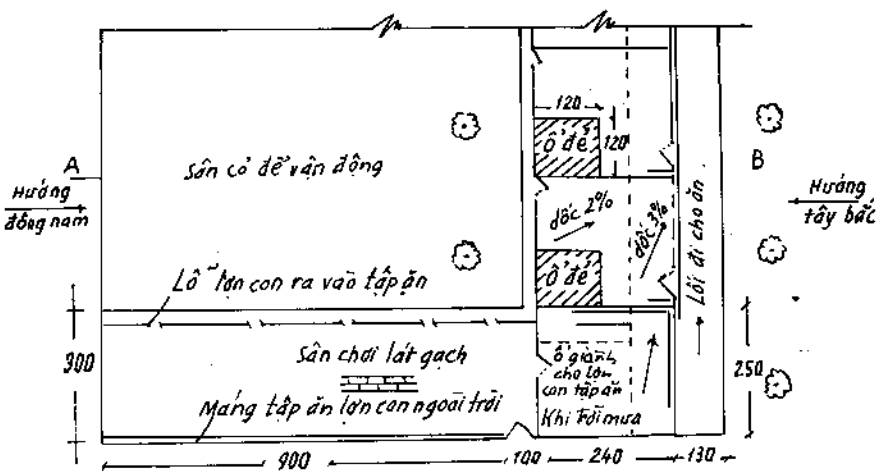 120
ổ đẻ
120
A
Sân cỏ để vận động
B
Hướng
đông nam
Hướng
tây bắc
dốc 2%
dốc 3%
Lối đi cho ăn
ổ đẻ
Lỗ lợn con ra vào tập ăn
300
Sân chơi lát gạch
ổ giành
cho lợn
con tập ăn
Khi trời mưa
250
Máng tập ăn lợn con ngoài trời
900
100
240
130